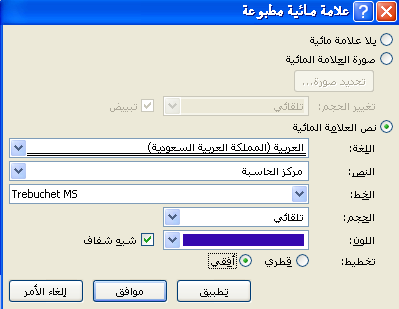 علامة مائية مطبوعة
بلا علامة مائية
صورة العلامة المائية
تحديد صورة...
تغيير الحجم: تلقائي تبييض
نص العلامة المائية
اللغة: العربية (المملكة العربية السعودية)
النص: مركز الحاسبة
الخط: Trebuchet MS
الحجم: تلقائي
اللون: شبه شفاف
تخطيط: قطري أفقي
تطبيق موافق إلغاء الأمر